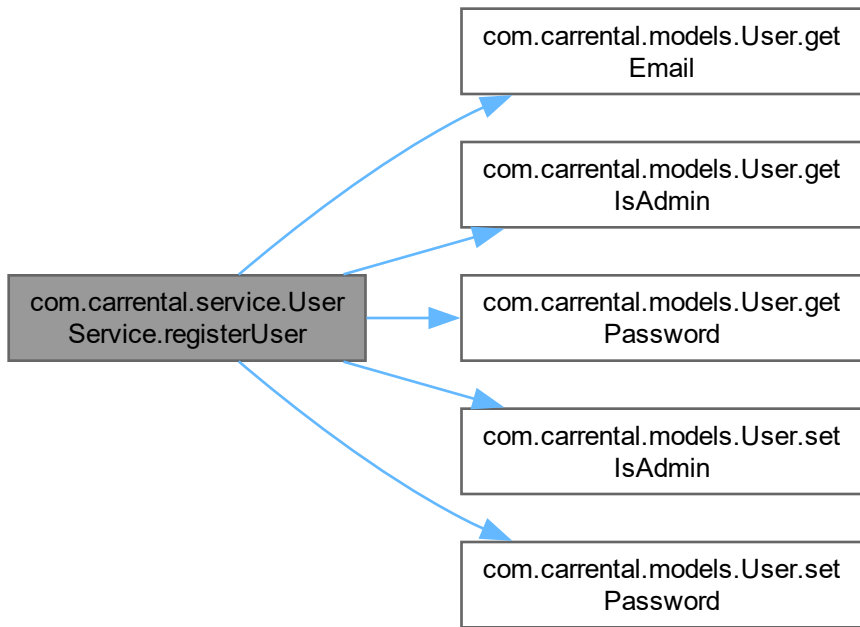 com.carrental.models.User.get
Email
com.carrental.models.User.get
IsAdmin
com.carrental.service.User
Service.registerUser
com.carrental.models.User.get
Password
com.carrental.models.User.set
IsAdmin
com.carrental.models.User.set
Password